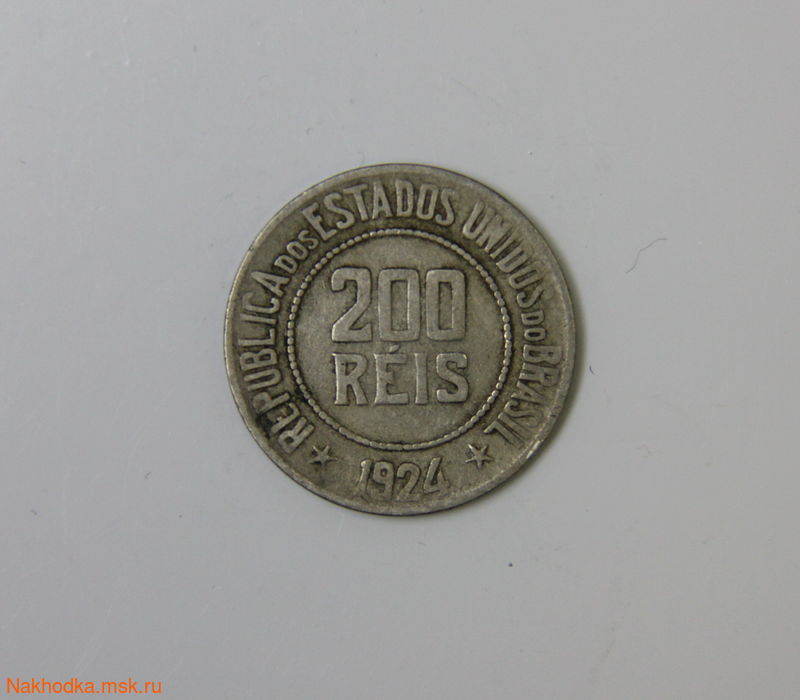 REPUBLICA DOS ESTADOS UNIDOS DO BRASIL
200
RÉIS
1924
Nakhodka.msk.ru